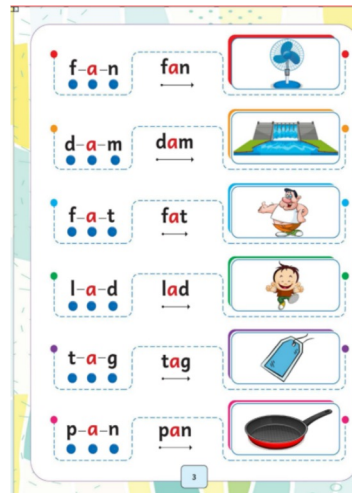 f-a-n fan
d-a-m dam
f-a-t fat
l-a-d lad
t-a-g tag
p-a-n pan
3